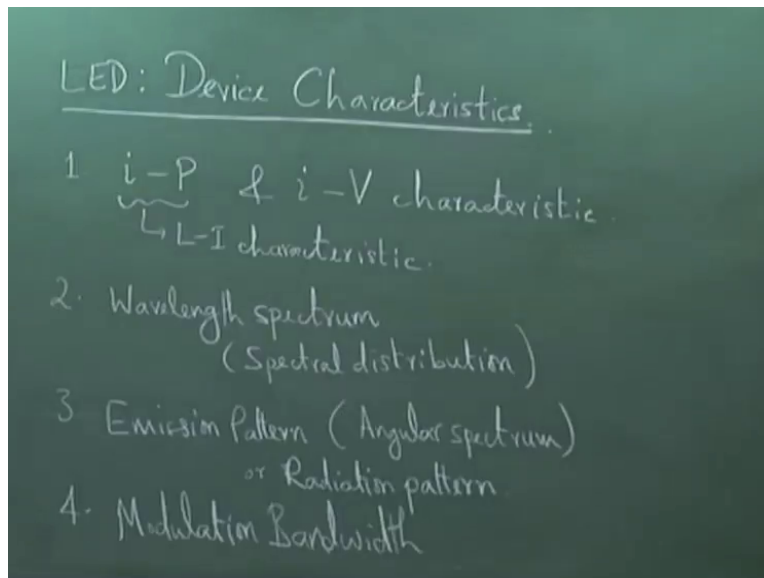 LED: Device Characteristics.
1 i-P & i-V characteristic.
↳ L-I characteristic.
2. Wavelength spectrum
(Spectral distribution)
3 Emission Pattern (Angular spectrum)
or Radiation pattern
4. Modulation Bandwidth